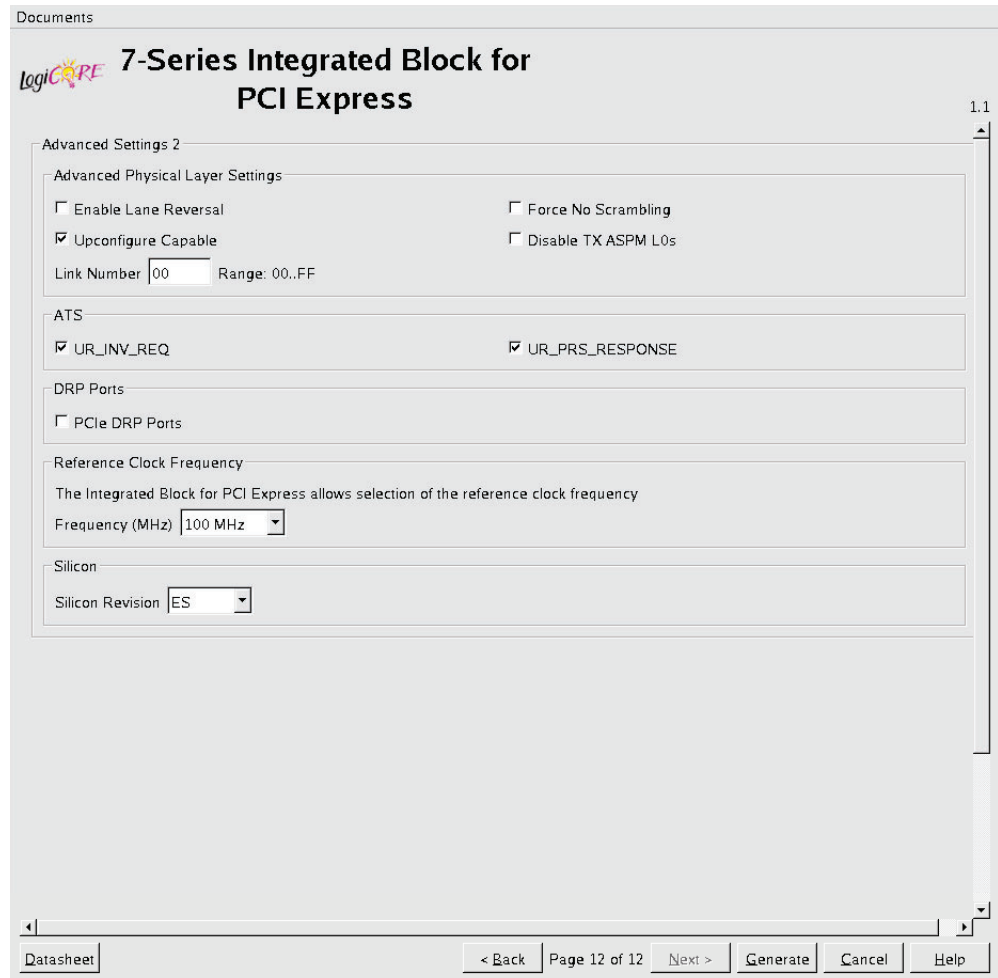 Documents
LogiCORE
7-Series Integrated Block for
PCI Express
1.1
Advanced Settings 2
Advanced Physical Layer Settings
Enable Lane Reversal
Force No Scrambling
Upconfigure Capable
Disable TX ASPM L0s
Link Number 00 Range: 00..FF
ATS
UR_INV_REQ
UR_PRS_RESPONSE
DRP Ports
PCIe DRP Ports
Reference Clock Frequency
The Integrated Block for PCI Express allows selection of the reference clock frequency
Frequency (MHz) 100 MHz
Silicon
Silicon Revision ES
Datasheet < Back Page 12 of 12 Next > Generate Cancel Help